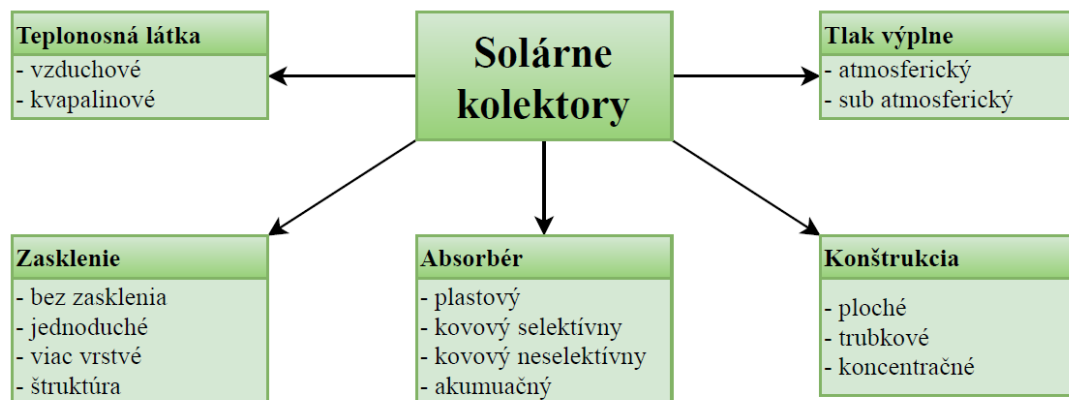 Teplonosná látka
- vzduchové
- kvapalinové
Solárne
kolektory
Tlak výplne
- atmosferický
- sub atmosferický
Zasklenie
- bez zasklenia
- jednoduché
- viac vrstvé
- štruktúra
Absorbér
- plastový
- kovový selektívny
- kovový neselektívny
- akumuačný
Konštrukcia
- ploché
- trubkové
- koncentračné